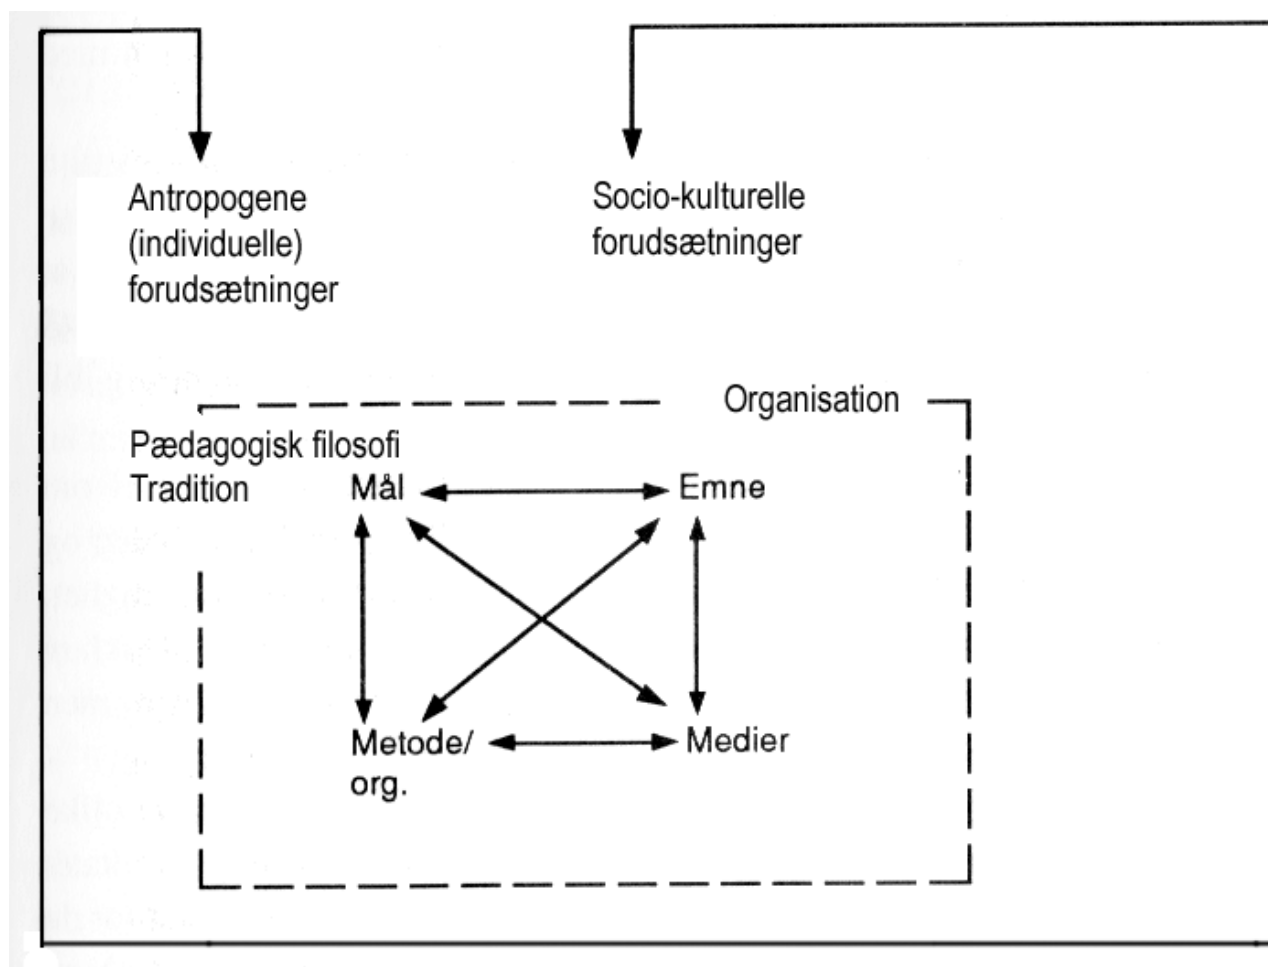 Antropogene
(individuelle)
forudsætninger
Socio-kulturelle
forudsætninger
Organisation
Pædagogisk filosofi
Tradition
Mål
Emne
Metode/
org.
Medier